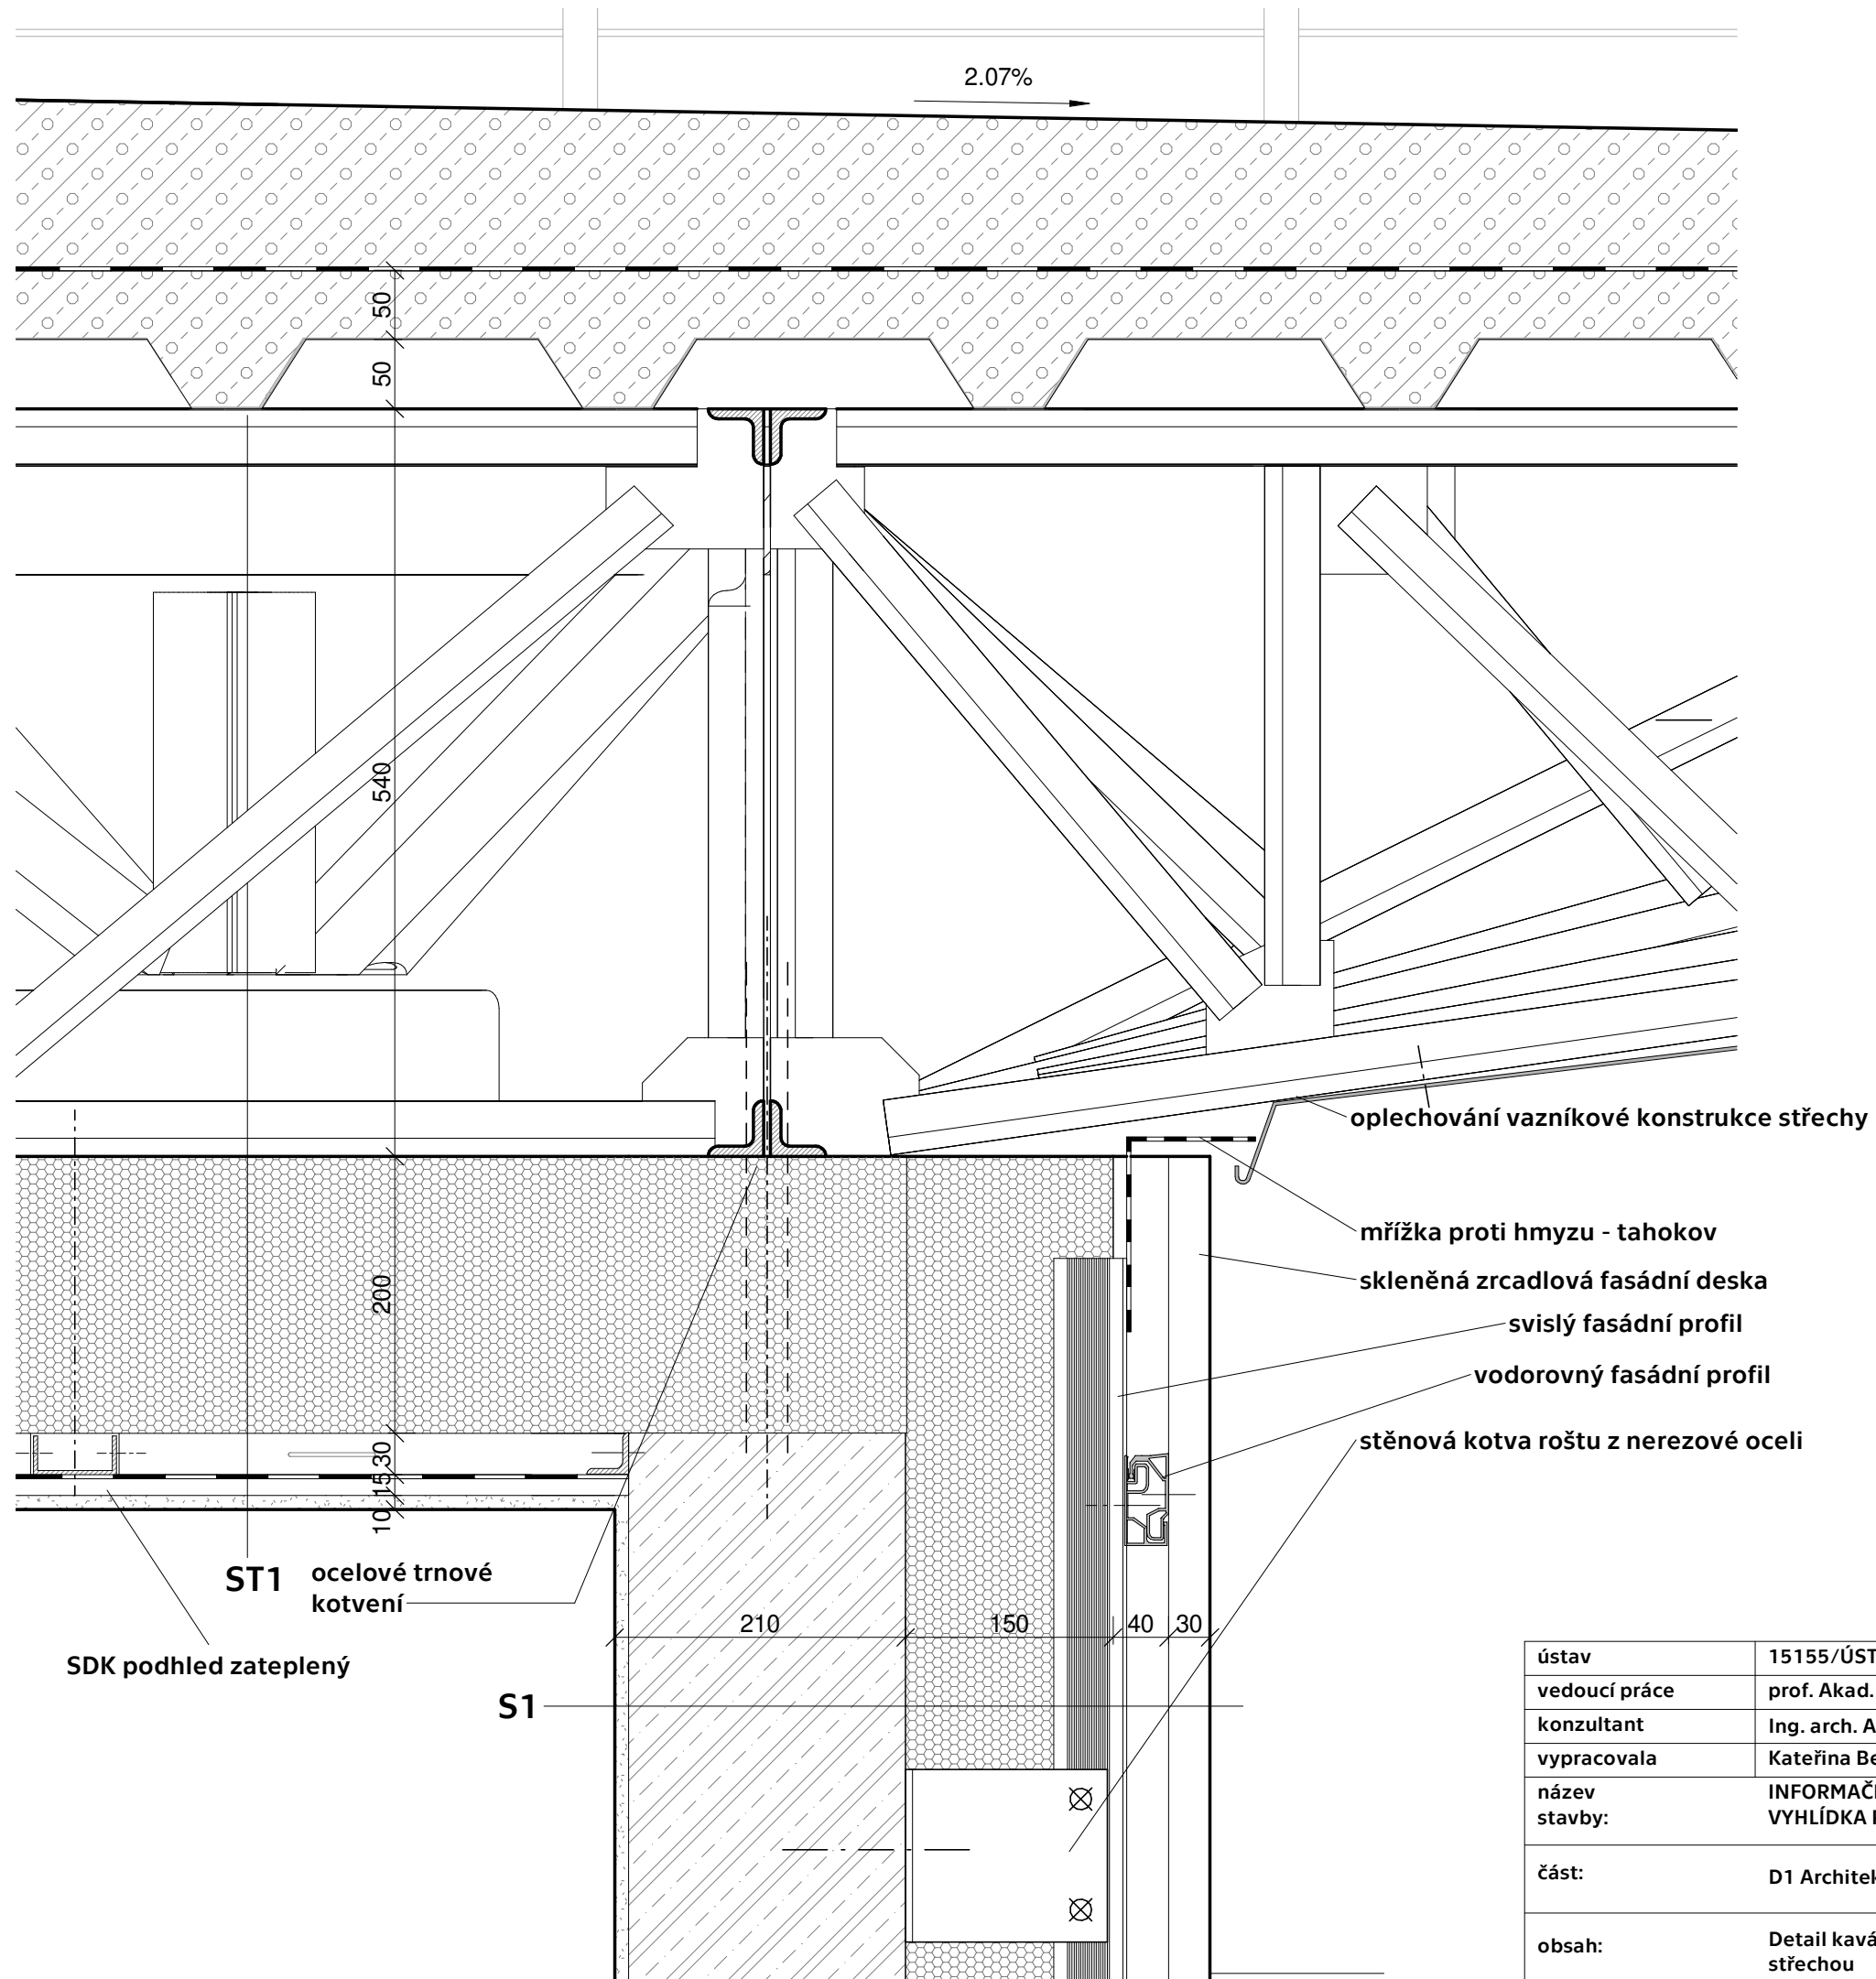 2.07%
50
50
540
oplechování vazníkové konstrukce střechy
mřížka proti hmyzu - tahokov
skleněná zrcadlová fasádní deska
200
svislý fasádní profil
vodorovný fasádní profil
stěnová kotva roštu z nerezové oceli
30
15
10
ST1
ocelové trnové
kotvení
210
150
40
30
SDK podhled zateplený
S1
ústav 15155/ÚST
vedoucí práce prof. Akad.
konzultant Ing. arch. A
vypracovala Kateřina Be
název INFORMAČ
stavby: VYHLÍDKA
část: D1 Architek
obsah: Detail kavá
střechou